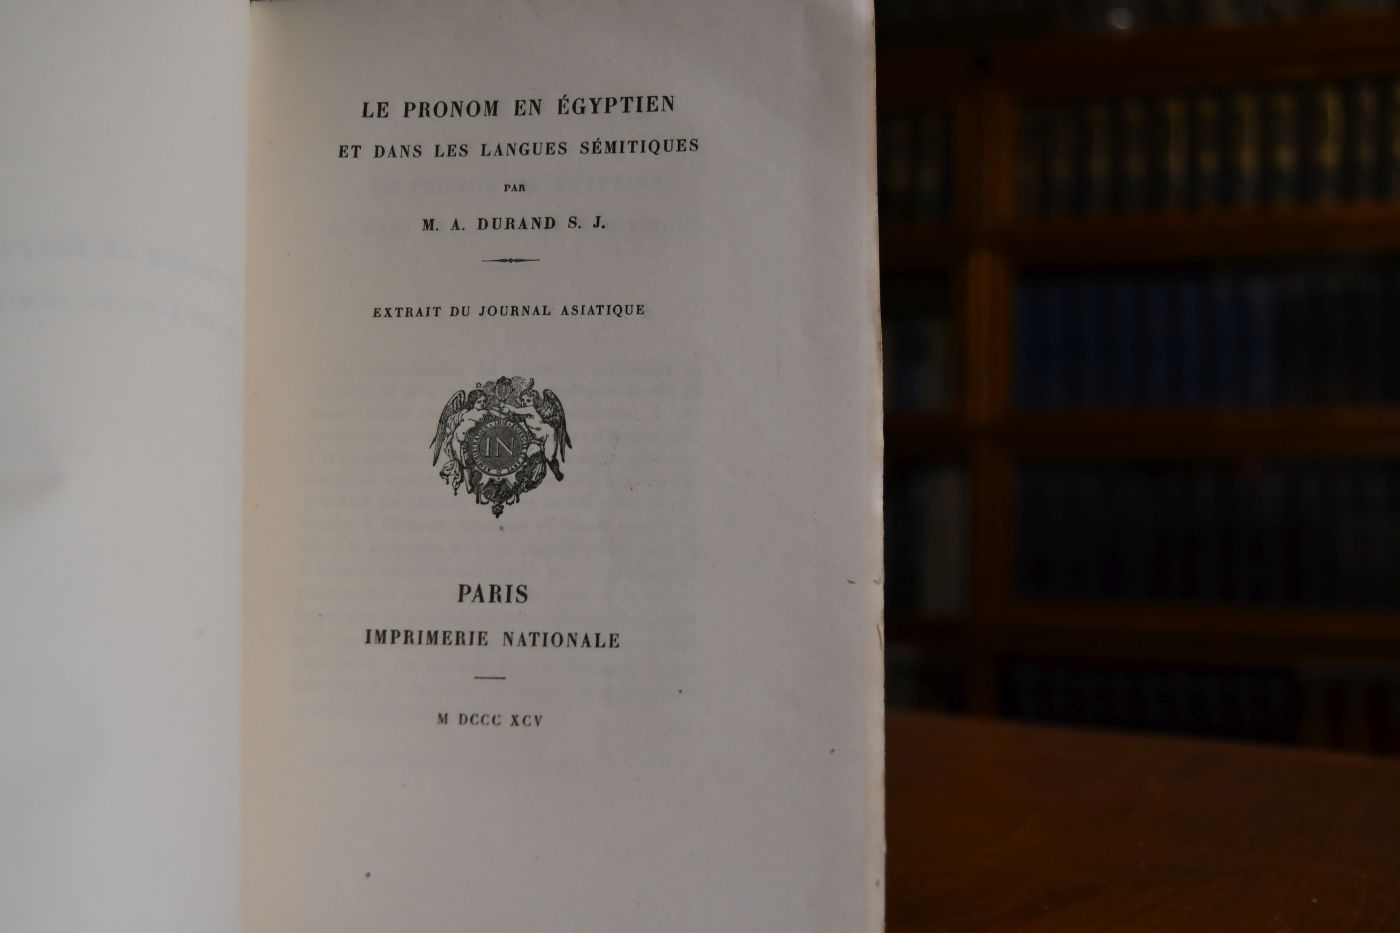 LE PRONOM EN ÉGYPTIEN
ET DANS LES LANGUES SÉMITIQUES
PAR
M. A. DURAND S. J.
EXTRAIT DU JOURNAL ASIATIQUE
IN
PARIS
IMPRIMERIE NATIONALE
M DCCC XCV